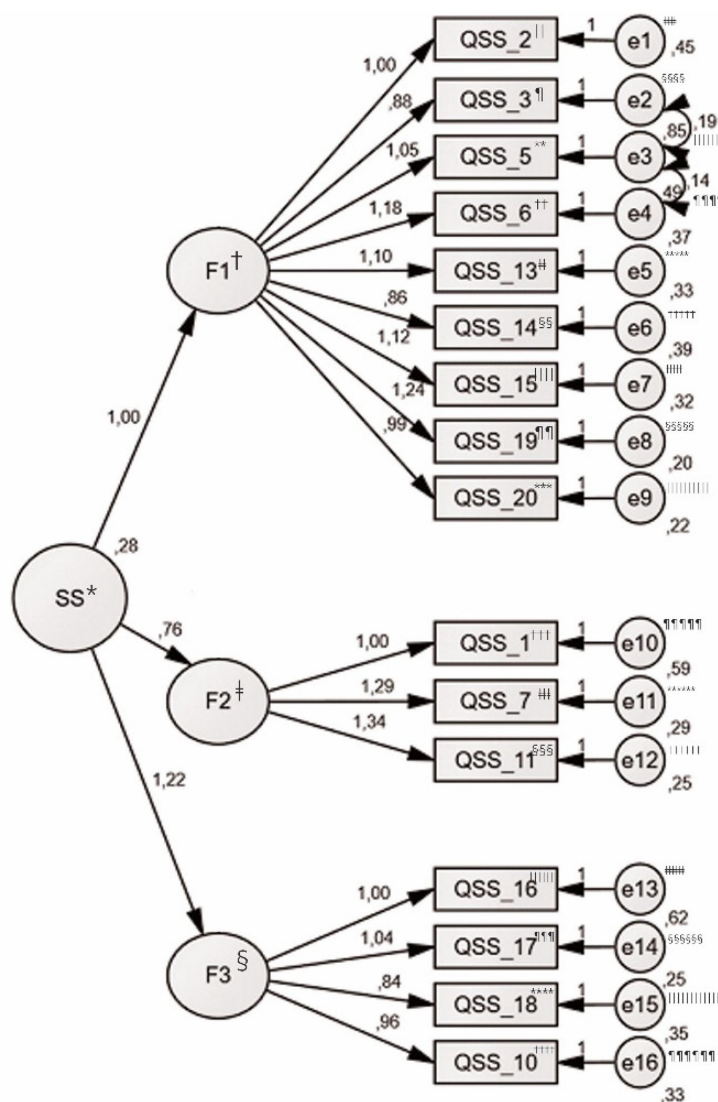 QSS_2|| 1 e1 ‡‡‡
,45
1,00
QSS_3¶ 1 e2 §§§§
,88
,85 ,19
1,05
QSS_5** 1 e3
,49 ,14
1,18
QSS_6†† 1 e4
,37
F1†
1,10
QSS_13‡‡ 1 e5 *****
,33
,86
QSS_14§§ 1 e6 †††††
,39
1,12
QSS_15|||| 1 e7
,32
1,24
QSS_19¶¶ 1 e8 §§§§§
,20
,99
QSS_20*** 1 e9
,22
1,00
SS*
,28
,76
F2‡
1,00
QSS_1††† 1 e10 ¶¶¶¶¶
,59
1,29
QSS_7‡‡‡ 1 e11 ******
,29
1,34
QSS_11§§§ 1 e12
,25
1,22
F3§
1,00
QSS_16 1 e13
,62
1,04
QSS_17¶¶¶ 1 e14 §§§§§§
,25
,84
QSS_18**** 1 e15
,35
,96
QSS_10†††† 1 e16 ¶¶¶¶¶¶
,33